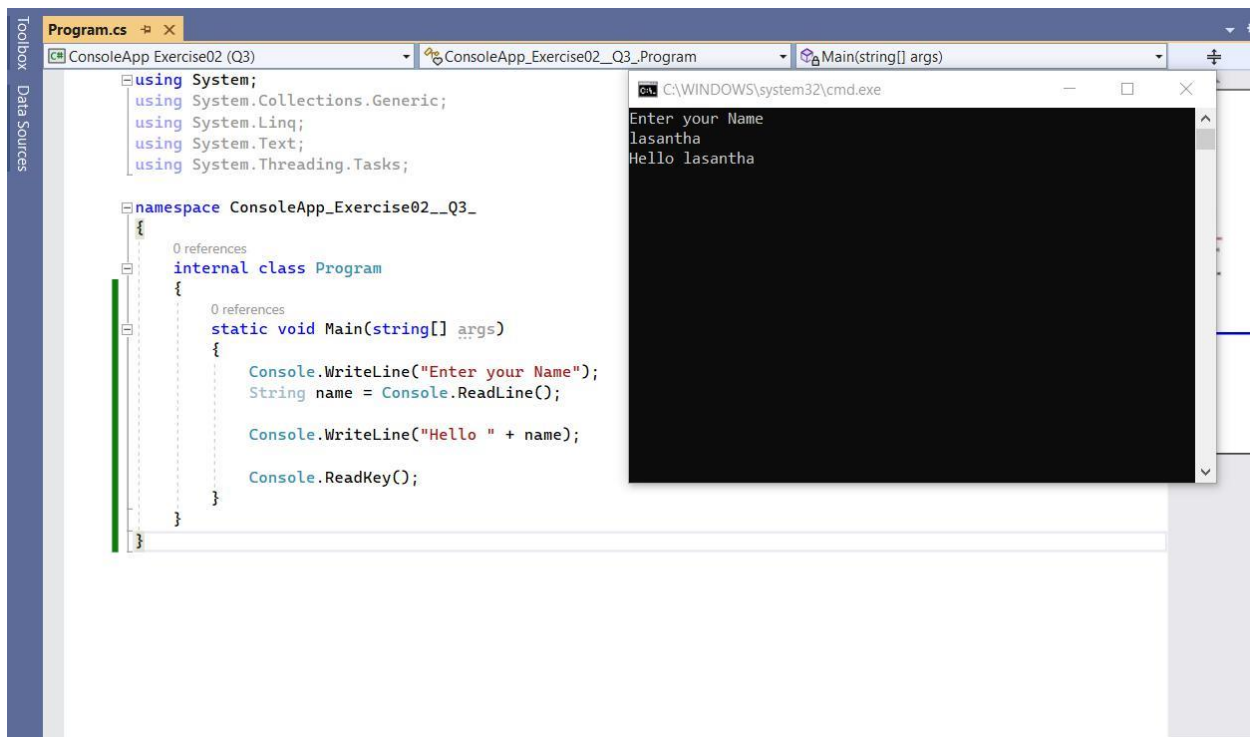 Toolbox
Data Sources
Program.cs
C# ConsoleApp Exercise02 (Q3)
ConsoleApp_Exercise02__Q3_.Program
Main(string[] args)
using System;
using System.Collections.Generic;
using System.Linq;
using System.Text;
using System.Threading.Tasks;
namespace ConsoleApp_Exercise02__Q3_
{
0 references
internal class Program
{
0 references
static void Main(string[] args)
{
Console.WriteLine("Enter your Name");
String name = Console.ReadLine();
Console.WriteLine("Hello " + name);
Console.ReadKey();
}
}
}
C:\WINDOWS\system32\cmd.exe
Enter your Name
lasantha
Hello lasantha